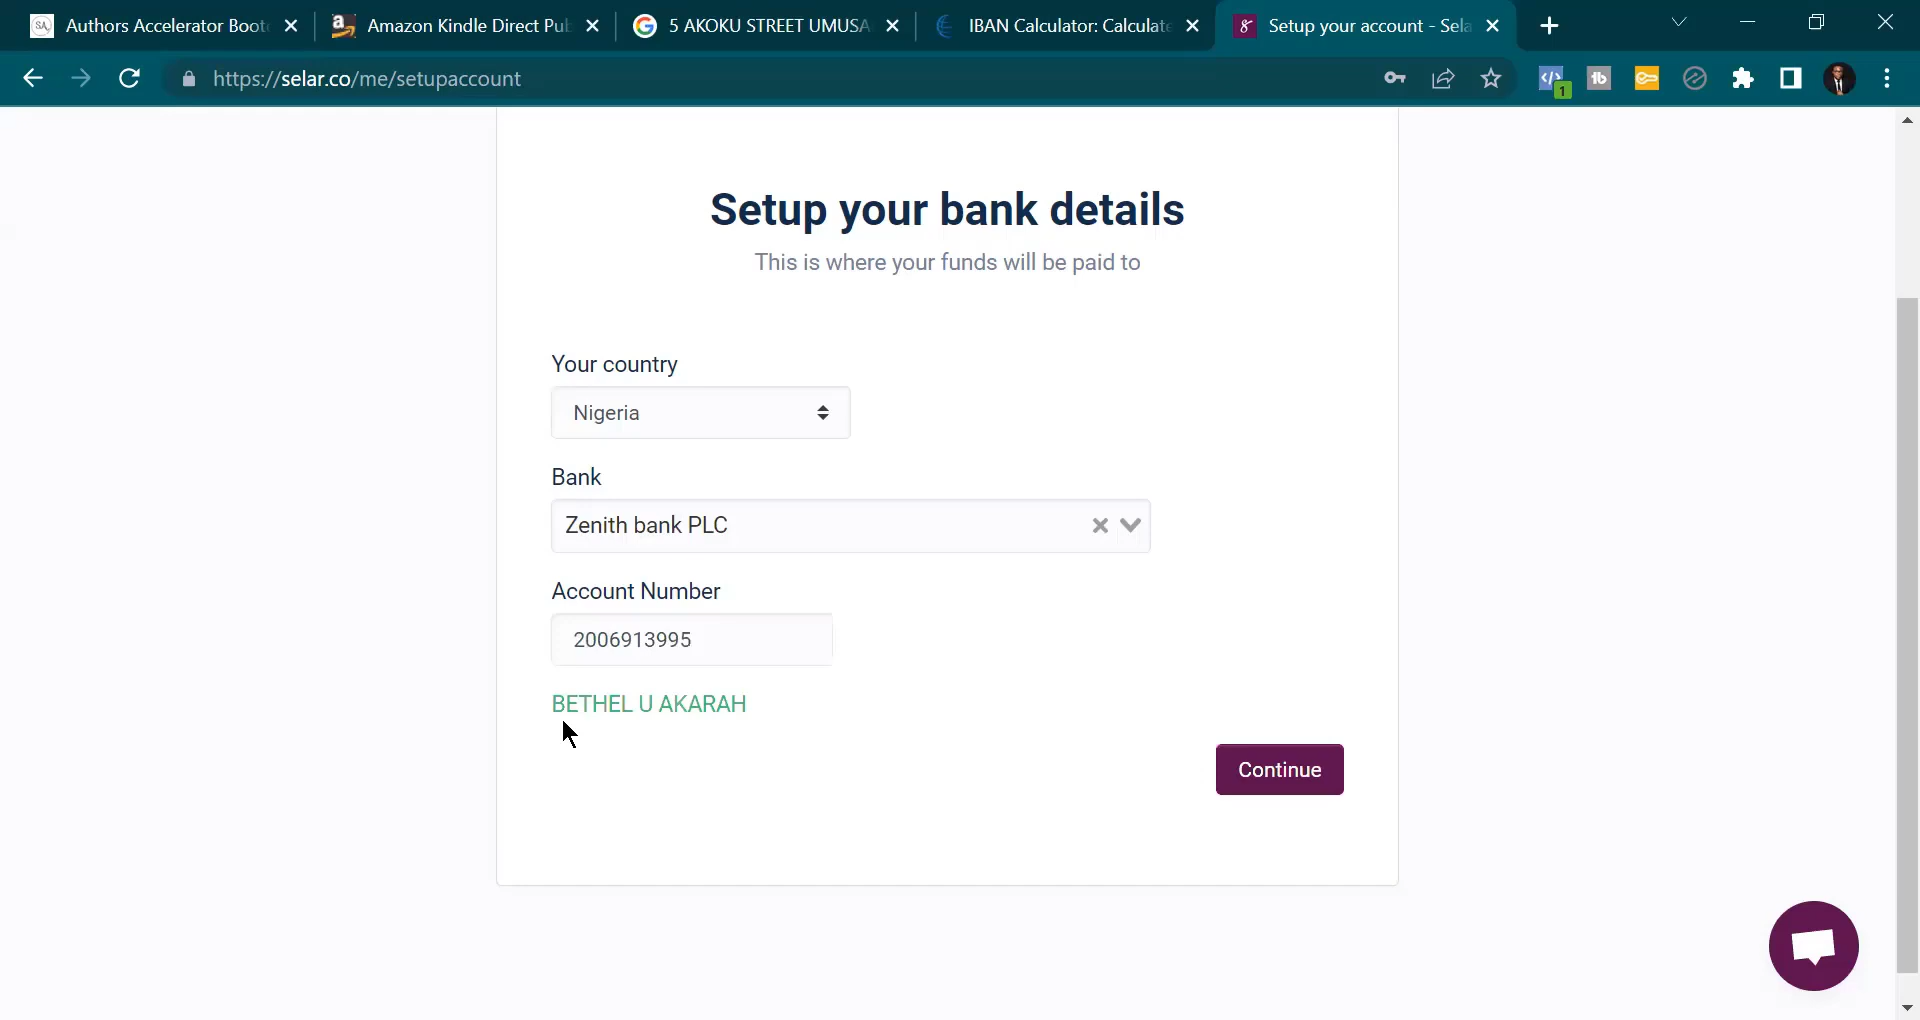 Authors Accelerator Boot
Amazon Kindle Direct Pub
5 AKOKU STREET UMUSA
IBAN Calculator: Calculate
Setup your account - Sela
https://selar.co/me/setupaccount
1
Setup your bank details
This is where your funds will be paid to
Your country
Nigeria
Bank
Zenith bank PLC
Account Number
2006913995
BETHEL U AKARAH
Continue